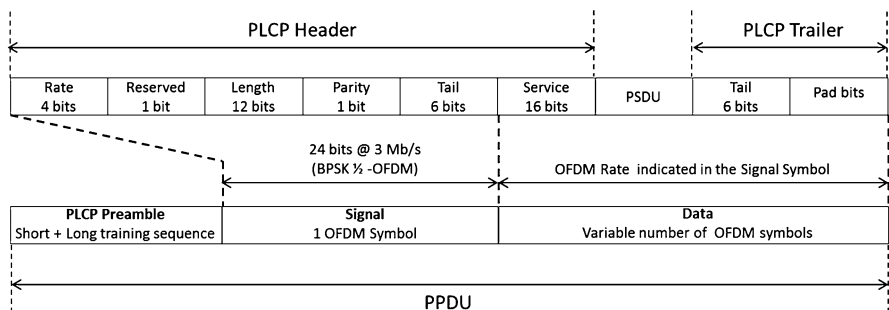 PLCP Header
PLCP Trailer
Rate
4 bits
Reserved
1 bit
Length
12 bits
Parity
1 bit
Tail
6 bits
Service
16 bits
PSDU
Tail
6 bits
Pad bits
24 bits @ 3 Mb/s
(BPSK ½ -OFDM)
OFDM Rate indicated in the Signal Symbol
PLCP Preamble
Short + Long training sequence
Signal
1 OFDM Symbol
Data
Variable number of OFDM symbols
PPDU